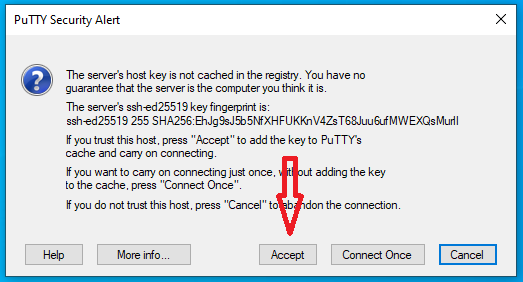 PuTTY Security Alert
The server's host key is not cached in the registry. You have no
guarantee that the server is the computer you think it is.
The server's ssh-ed25519 key fingerprint is:
ssh-ed25519 255 SHA256:EhJg9sJ5b5NfXHFUKKnV4ZsT68Juu6ufMWEXQsMurII
If you trust this host, press "Accept" to add the key to PuTTY's
cache and carry on connecting.
If you want to carry on connecting just once, without adding the key
to the cache, press "Connect Once".
If you do not trust this host, press "Cancel" to abandon the connection.
Help
More info...
Accept
Connect Once
Cancel